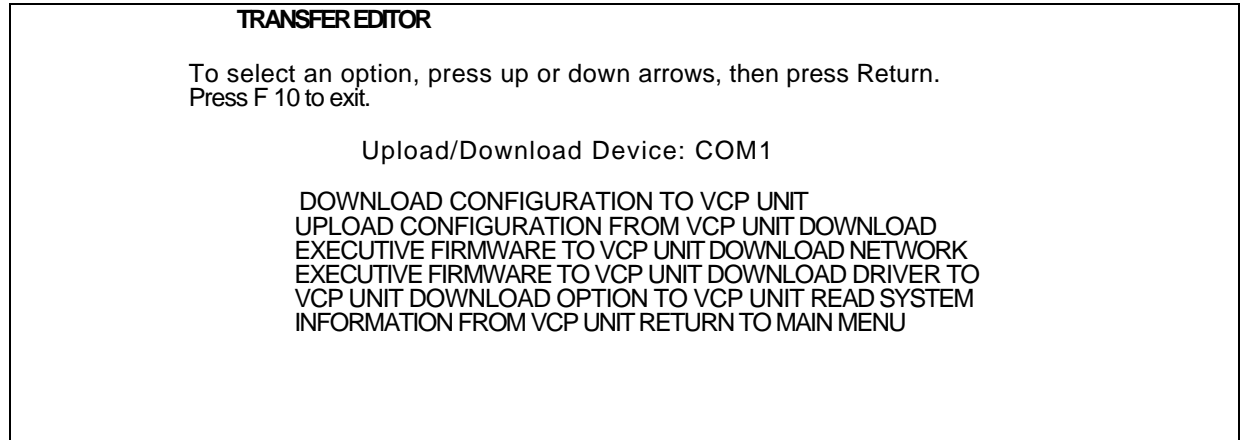 TRANSFER EDITOR
To select an option, press up or down arrows, then press Return.
Press F 10 to exit.
Upload/Download Device: COM1
DOWNLOAD CONFIGURATION TO VCP UNIT
UPLOAD CONFIGURATION FROM VCP UNIT DOWNLOAD
EXECUTIVE FIRMWARE TO VCP UNIT DOWNLOAD NETWORK
EXECUTIVE FIRMWARE TO VCP UNIT DOWNLOAD DRIVER TO
VCP UNIT DOWNLOAD OPTION TO VCP UNIT READ SYSTEM
INFORMATION FROM VCP UNIT RETURN TO MAIN MENU